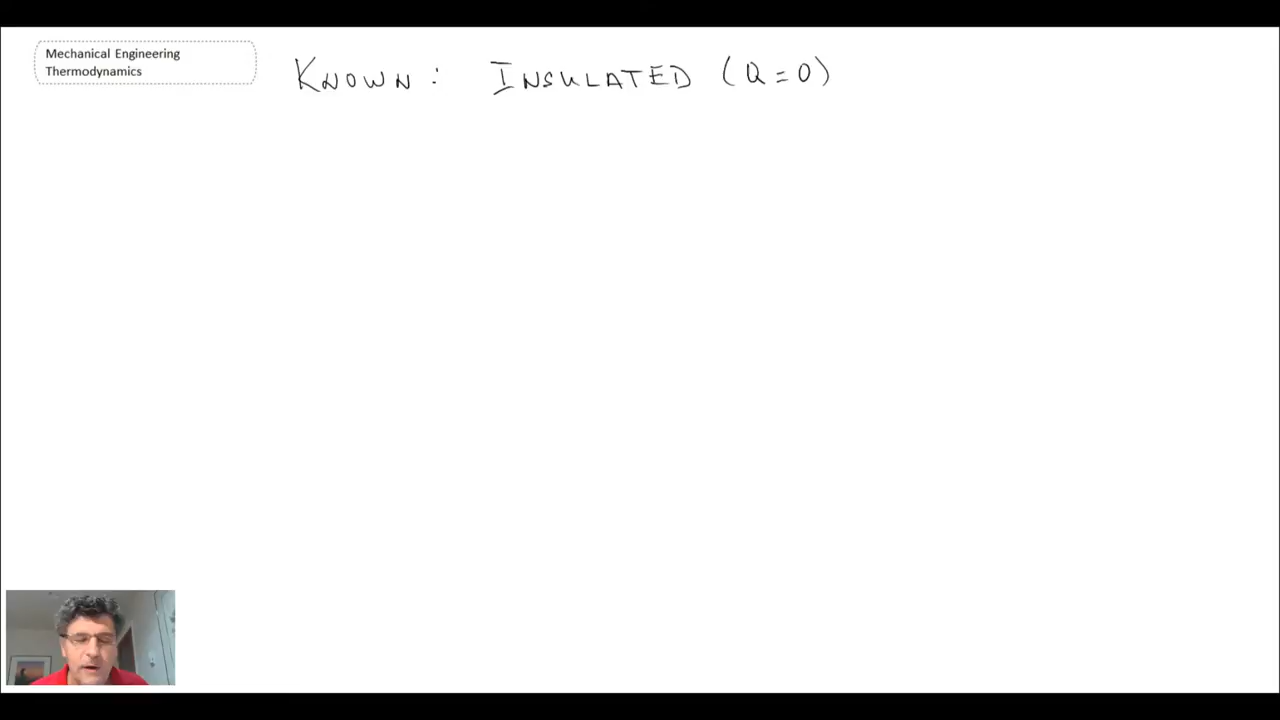 Mechanical Engineering
Thermodynamics
KNOWN: INSULATED (Q=0)